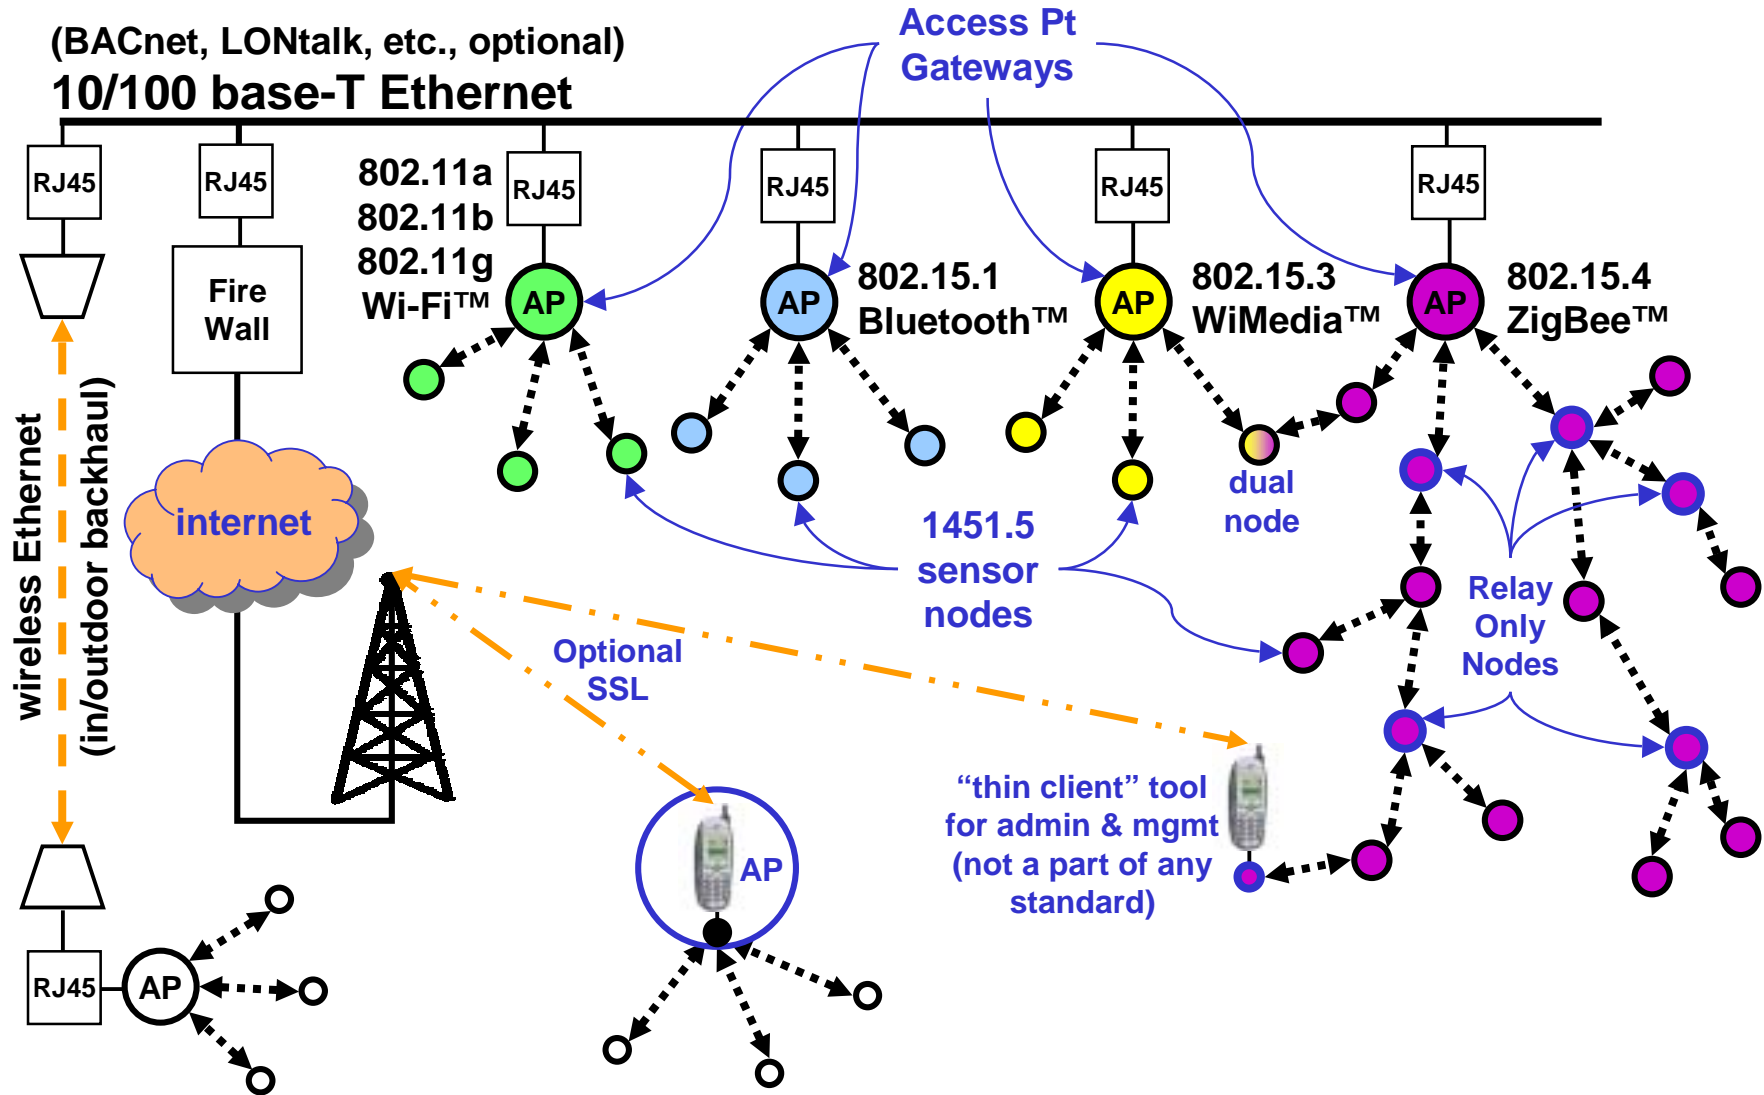 (BACnet, LONtalk, etc., optional)
10/100 base-T Ethernet
Access Pt
Gateways
RJ45
RJ45
RJ45
RJ45
RJ45
RJ45
802.11a
802.11b
802.11g
Wi-Fi™
AP
AP
802.15.1
Bluetooth™
AP
802.15.3
WiMedia™
AP
802.15.4
ZigBee™
Fire
Wall
wireless Ethernet
(in/outdoor backhaul)
internet
dual
node
1451.5
sensor
nodes
Relay
Only
Nodes
Optional
SSL
"thin client" tool
for admin & mgmt
(not a part of any
standard)
AP
RJ45
AP